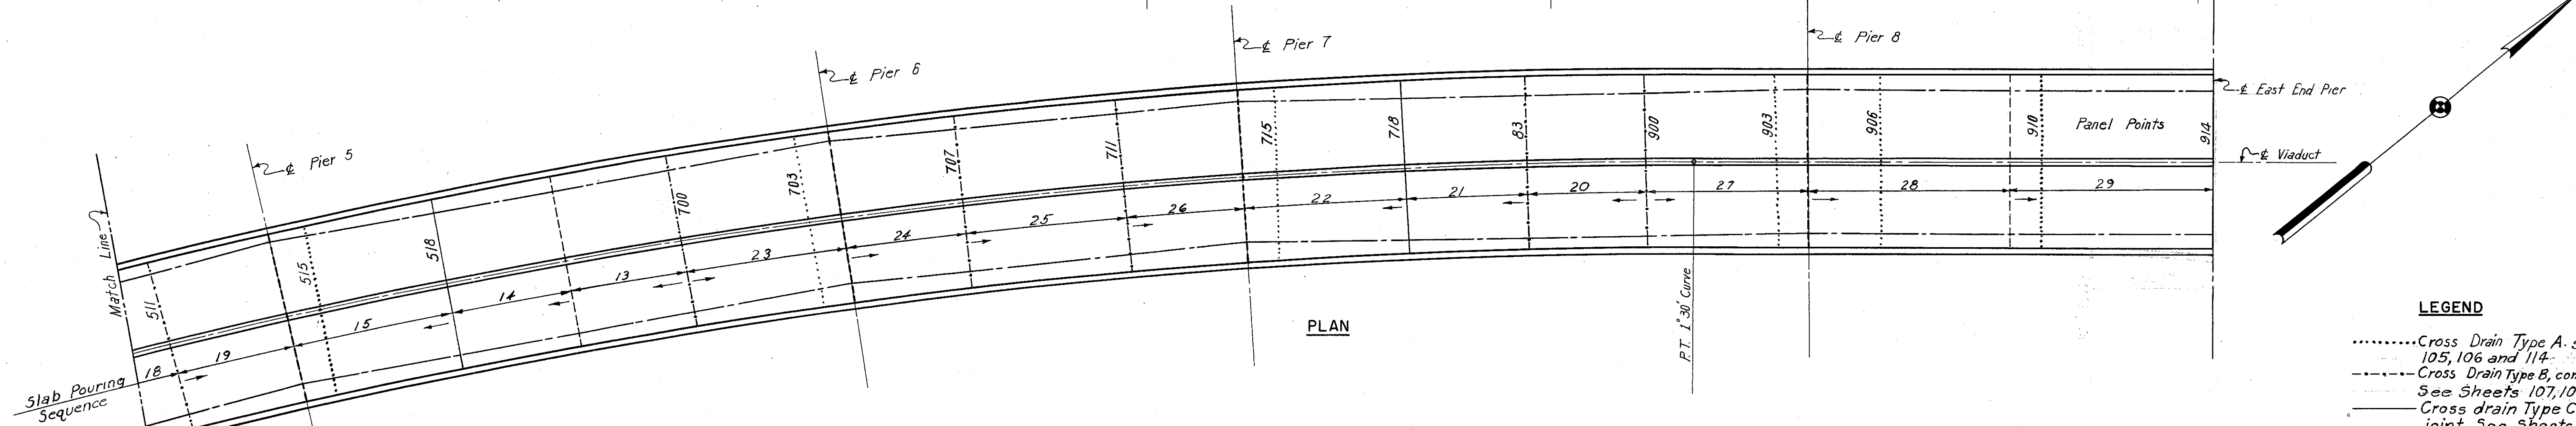 ℄ Pier 5
℄ Pier 6
℄ Pier 7
℄ Pier 8
℄ East End Pier
℄ Viaduct
Match Line
511
515
518
700
703
707
711
715
718
83
900
903
906
910
Panel Points
914
Slab Pouring
Sequence
18
19
15
14
13
23
24
25
26
22
21
20
27
28
29
P.T. 1°30' Curve
PLAN
LEGEND
Cross Drain Type A.
105, 106 and 114
Cross Drain Type B,
See Sheets 107,
Cross drain Type C
joint. See Sheets